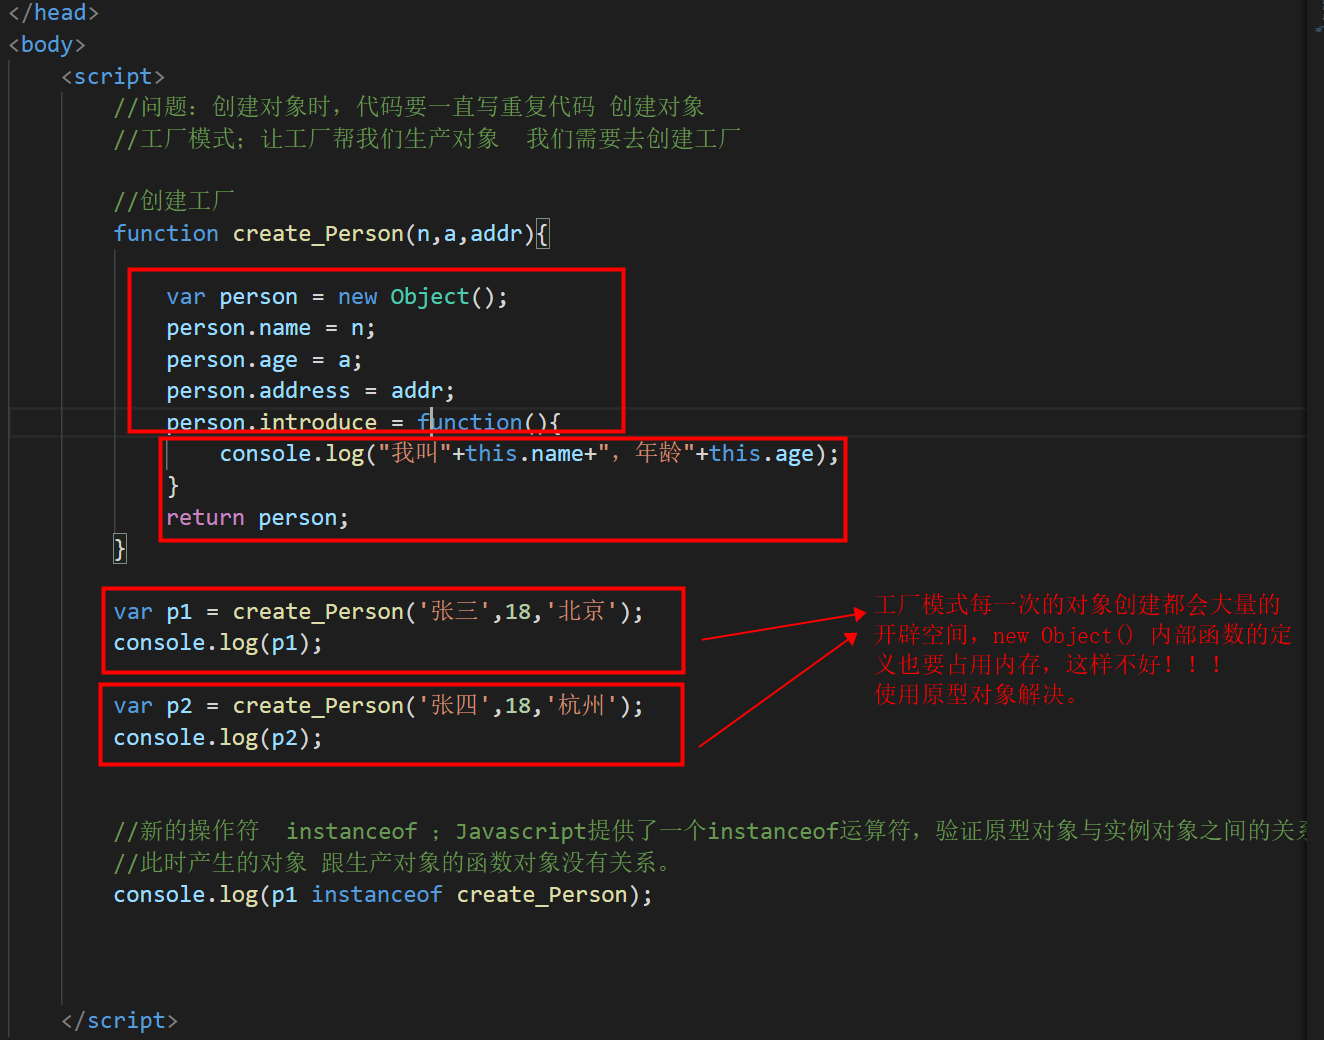 </head>
<body>
<script>
//问题：创建对象时，代码要一直写重复代码 创建对象
//工厂模式；让工厂帮我们生产对象  我们需要去创建工厂
//创建工厂
function create_Person(n,a,addr){
var person = new Object();
person.name = n;
person.age = a;
person.address = addr;
person.introduce = function(){
console.log("我叫"+this.name+"，年龄"+this.age);
}
return person;
}
var p1 = create_Person('张三',18,'北京');
console.log(p1);
工厂模式每一次的对象创建都会大量的
开辟空间，new Object() 内部函数的定
义也要占用内存，这样不好！！！
使用原型对象解决。
var p2 = create_Person('张四',18,'杭州');
console.log(p2);
//新的操作符  instanceof ；Javascript提供了一个instanceof运算符，验证原型对象与实例对象之间的关系
//此时产生的对象 跟生产对象的函数对象没有关系。
console.log(p1 instanceof create_Person);
</script>